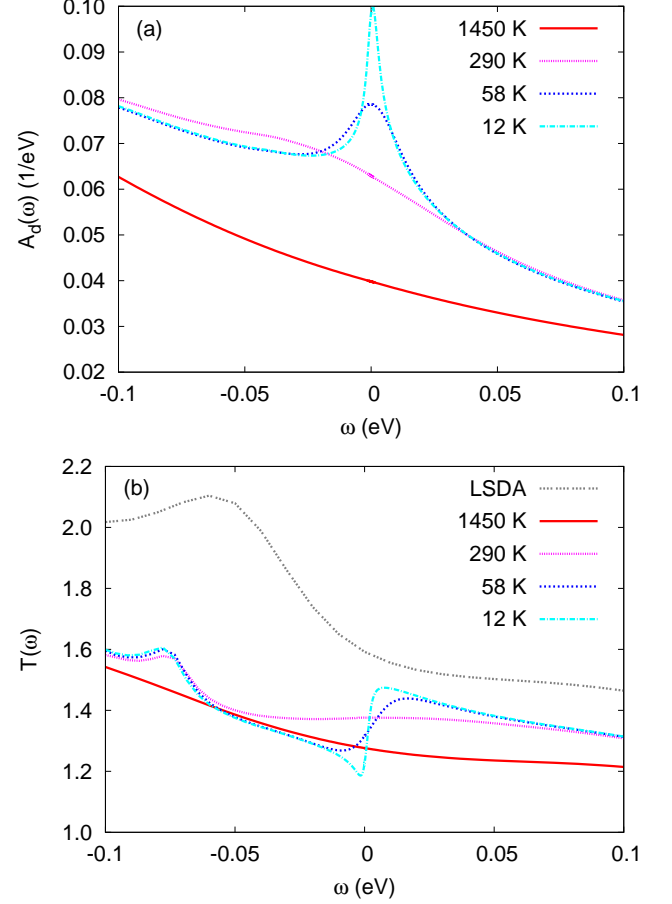 (a)
1450 K
290 K
58 K
12 K
0.10
0.09
0.08
0.07
0.06
0.05
0.04
0.03
0.02
A_d(ω) (1/eV)
-0.1
-0.05
0
0.05
0.1
ω (eV)
(b)
LSDA
1450 K
290 K
58 K
12 K
2.2
2.0
1.8
1.6
1.4
1.2
1.0
T(ω)
-0.1
-0.05
0
0.05
0.1
ω (eV)